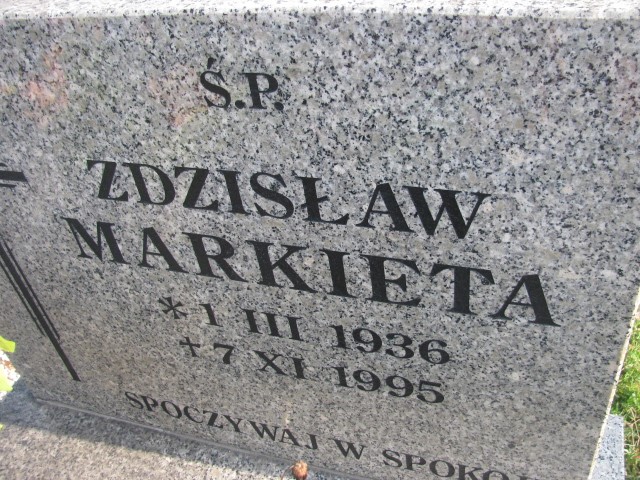 Ś.P.
ZDZISŁAW
MARKIETA
* 1 III 1936
+ 7 XI 1995
SPOCZYWAJ W